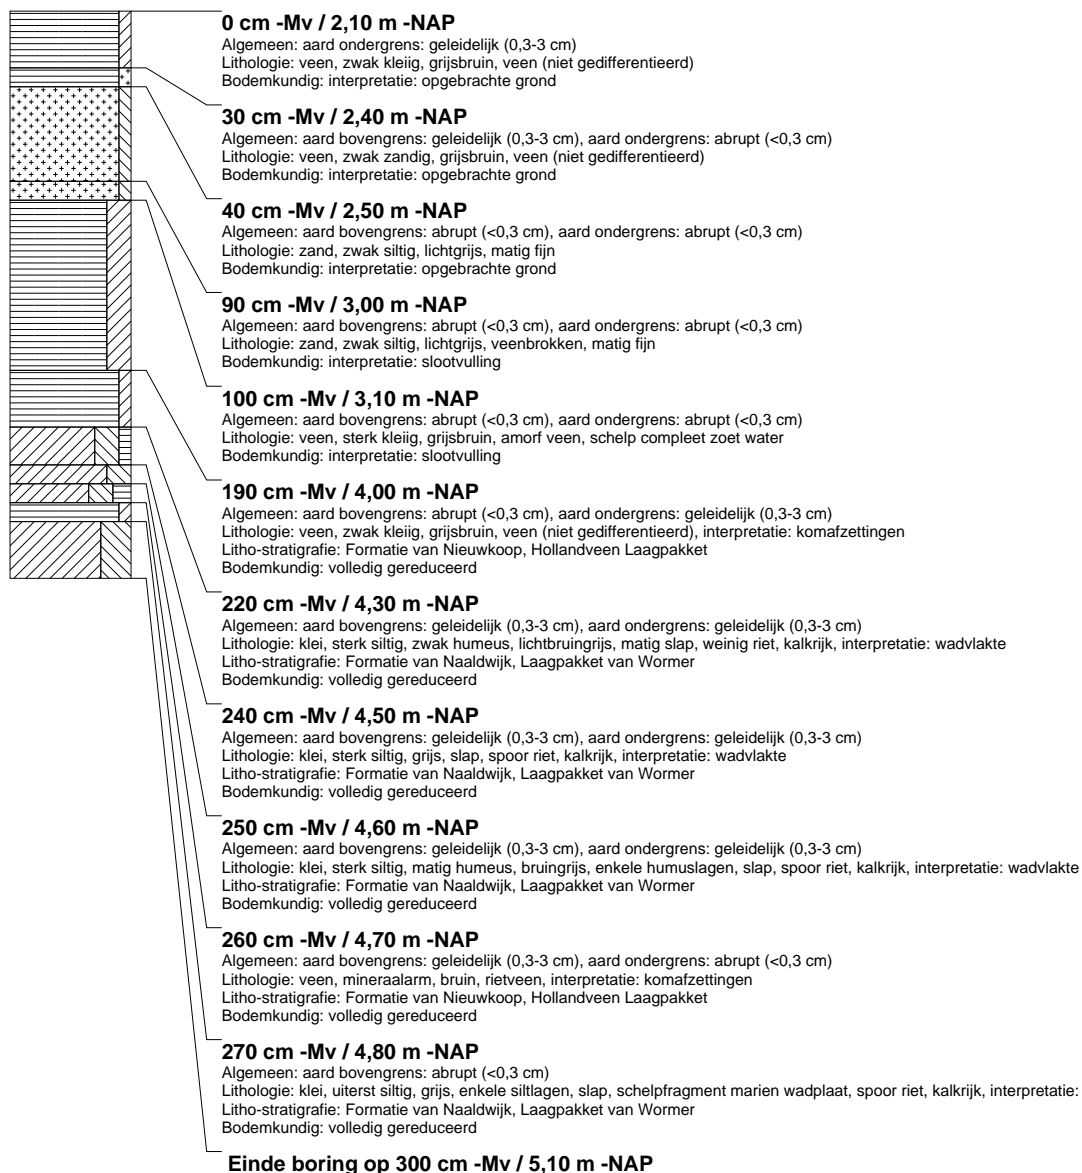 0 cm -Mv / 2,10 m -NAP
Algemeen: aard ondergrens: geleidelijk (0,3-3 cm)
Lithologie: veen, zwak kleiig, grijsbruin, veen (niet gedifferentieerd)
Bodemkundig: interpretatie: opgebrachte grond
30 cm -Mv / 2,40 m -NAP
Algemeen: aard bovengrens: geleidelijk (0,3-3 cm), aard ondergrens: abrupt (<0,3 cm)
Lithologie: veen, zwak zandig, grijsbruin, veen (niet gedifferentieerd)
Bodemkundig: interpretatie: opgebrachte grond
40 cm -Mv / 2,50 m -NAP
Algemeen: aard bovengrens: abrupt (<0,3 cm), aard ondergrens: abrupt (<0,3 cm)
Lithologie: zand, zwak siltig, lichtgrijs, matig fijn
Bodemkundig: interpretatie: opgebrachte grond
90 cm -Mv / 3,00 m -NAP
Algemeen: aard bovengrens: abrupt (<0,3 cm), aard ondergrens: abrupt (<0,3 cm)
Lithologie: zand, zwak siltig, lichtgrijs, veenbrokken, matig fijn
Bodemkundig: interpretatie: slootvulling
100 cm -Mv / 3,10 m -NAP
Algemeen: aard bovengrens: abrupt (<0,3 cm), aard ondergrens: abrupt (<0,3 cm)
Lithologie: veen, sterk kleiig, grijsbruin, amorf veen, schelp compleet zoet water
Bodemkundig: interpretatie: slootvulling
190 cm -Mv / 4,00 m -NAP
Algemeen: aard bovengrens: abrupt (<0,3 cm), aard ondergrens: geleidelijk (0,3-3 cm)
Lithologie: veen, zwak kleiig, grijsbruin, veen (niet gedifferentieerd), interpretatie: komafzettingen
Litho-stratigrafie: Formatie van Nieuwkoop, Hollandveen Laagpakket
Bodemkundig: volledig gereduceerd
220 cm -Mv / 4,30 m -NAP
Algemeen: aard bovengrens: geleidelijk (0,3-3 cm), aard ondergrens: geleidelijk (0,3-3 cm)
Lithologie: klei, sterk siltig, zwak humeus, lichtbruingrijs, matig slap, weinig riet, kalkrijk, interpretatie: wadvlakte
Litho-stratigrafie: Formatie van Naaldwijk, Laagpakket van Wormer
Bodemkundig: volledig gereduceerd
240 cm -Mv / 4,50 m -NAP
Algemeen: aard bovengrens: geleidelijk (0,3-3 cm), aard ondergrens: geleidelijk (0,3-3 cm)
Lithologie: klei, sterk siltig, grijs, slap, spoor riet, kalkrijk, interpretatie: wadvlakte
Litho-stratigrafie: Formatie van Naaldwijk, Laagpakket van Wormer
Bodemkundig: volledig gereduceerd
250 cm -Mv / 4,60 m -NAP
Algemeen: aard bovengrens: geleidelijk (0,3-3 cm), aard ondergrens: geleidelijk (0,3-3 cm)
Lithologie: klei, sterk siltig, matig humeus, bruingrijs, enkele humuslagen, slap, spoor riet, kalkrijk, interpretatie: wadvlakte
Litho-stratigrafie: Formatie van Naaldwijk, Laagpakket van Wormer
Bodemkundig: volledig gereduceerd
260 cm -Mv / 4,70 m -NAP
Algemeen: aard bovengrens: geleidelijk (0,3-3 cm), aard ondergrens: abrupt (<0,3 cm)
Lithologie: veen, mineraalarm, bruin, rietveen, interpretatie: komafzettingen
Litho-stratigrafie: Formatie van Nieuwkoop, Hollandveen Laagpakket
Bodemkundig: volledig gereduceerd
270 cm -Mv / 4,80 m -NAP
Algemeen: aard bovengrens: abrupt (<0,3 cm)
Lithologie: klei, uiterst siltig, grijs, enkele siltlagen, slap, schelpfragment marien wadplaat, spoor riet, kalkrijk, interpretatie:
Litho-stratigrafie: Formatie van Naaldwijk, Laagpakket van Wormer
Bodemkundig: volledig gereduceerd
Einde boring op 300 cm -Mv / 5,10 m -NAP